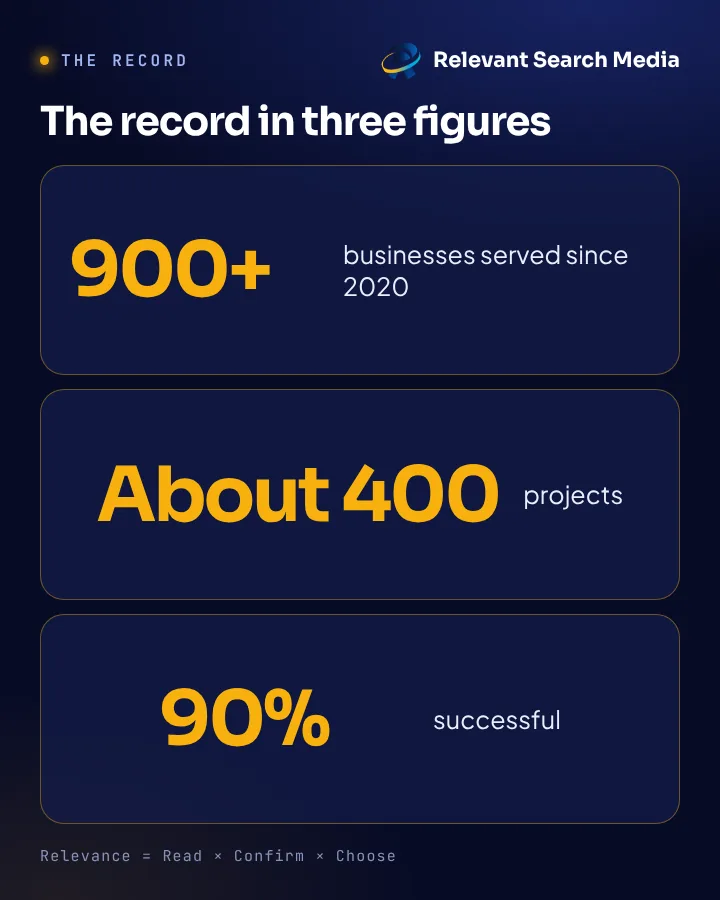 THE RECORD
Relevant Search Media
The record in three figures
900+
businesses served since
2020
About 400
projects
90%
successful
Relevance = Read × Confirm × Choose